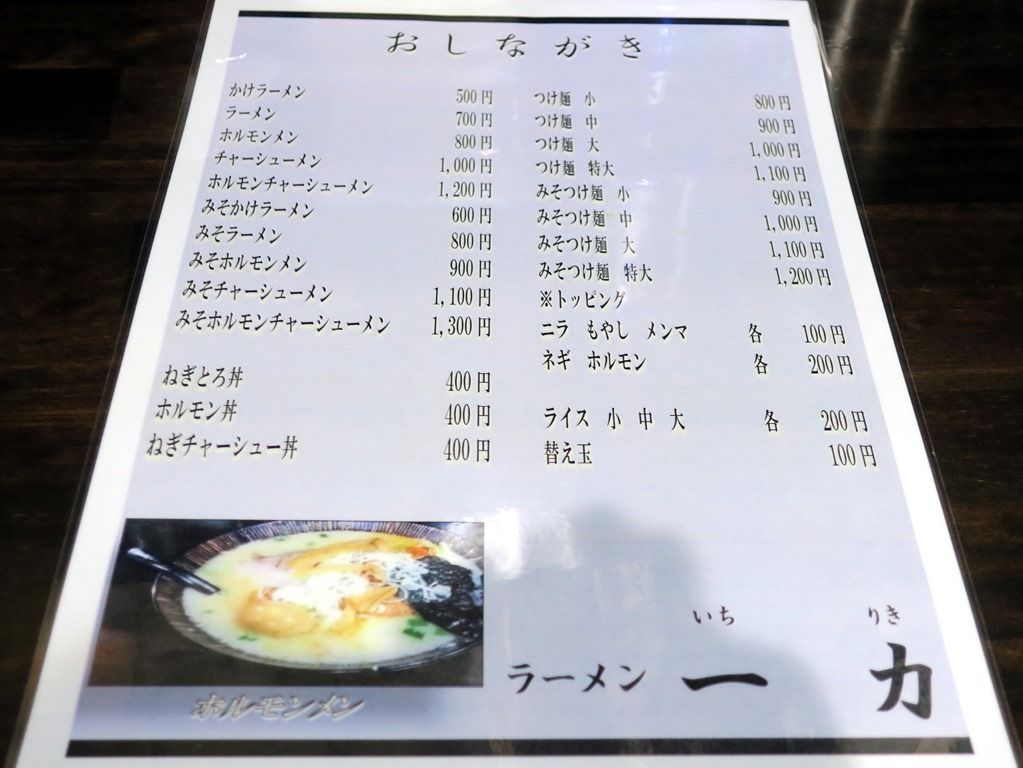 おしながき
かけラーメン 500円
ラーメン 700円
ホルモンメン 800円
チャーシューメン 1,000円
ホルモンチャーシューメン 1,200円
みそかけラーメン 600円
みそラーメン 800円
みそホルモンメン 900円
みそチャーシューメン 1,100円
みそホルモンチャーシューメン 1,300円
ねぎとろ丼 400円
ホルモン丼 400円
ねぎチャーシュー丼 400円
つけ麺 小 800円
つけ麺 中 900円
つけ麺 大 1,000円
つけ麺 特大 1,100円
みそつけ麺 小 900円
みそつけ麺 中 1,000円
みそつけ麺 大 1,100円
みそつけ麺 特大 1,200円
※トッピング
ニラ もやし メンマ 各 100円
ネギ ホルモン 各 200円
ライス 小 中 大 各 200円
替え玉 100円
ホルモンメン
いち りき
ラーメン 一力